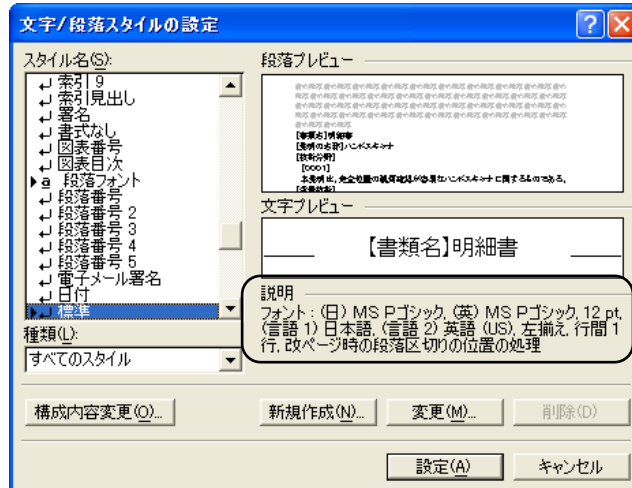 文字/段落スタイルの設定
スタイル名(S):
索引 9
索引見出し
署名
書式なし
図表番号
図表目次
a 段落フォント
段落番号
段落番号 2
段落番号 3
段落番号 4
段落番号 5
電子メール署名
日付
標準
種類(L):
すべてのスタイル
段落プレビュー
【書類名】明細書
【発明の名称】ハンドスキャナ
【技術分野】
【0001】
文字プレビュー
【書類名】明細書
説明
フォント : (日) MS Pゴシック, (英) MS Pゴシック, 12 pt,
(言語 1) 日本語, (言語 2) 英語 (US), 左揃え, 行間 1
行, 改ページ時の段落区切りの位置の処理
構成内容変更(O)...
新規作成(N)...
変更(M)...
削除(D)
設定(A)
キャンセル